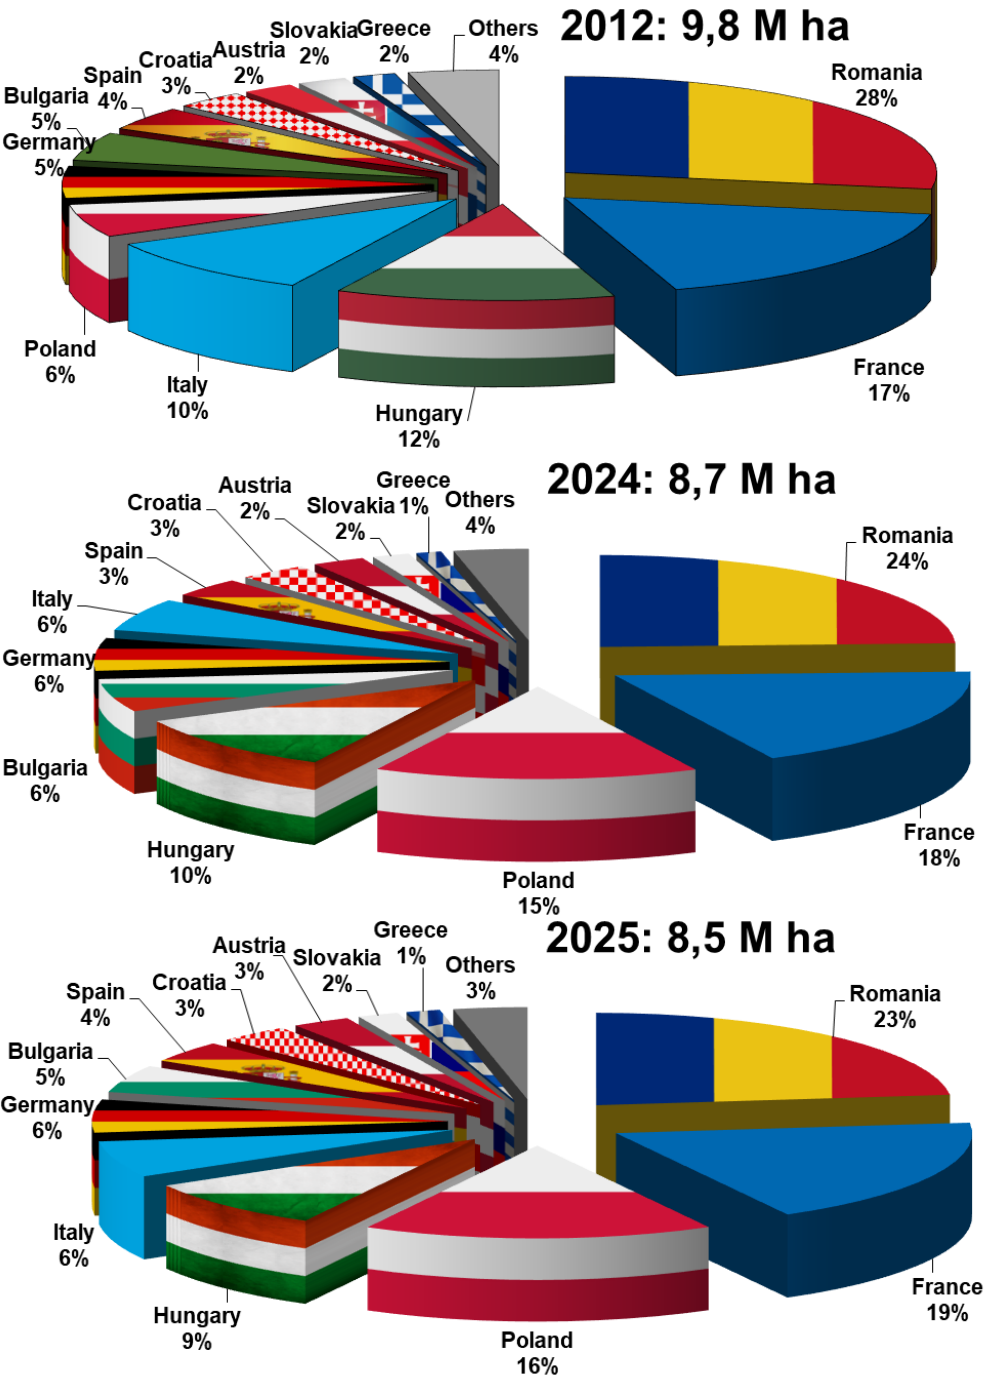 2012: 9,8 M ha
Romania
28%
France
17%
Hungary
12%
Italy
10%
Poland
6%
Germany
5%
Bulgaria
5%
Spain
4%
Croatia
3%
Austria
2%
Slovakia
2%
Greece
2%
Others
4%
2024: 8,7 M ha
Romania
24%
France
18%
Poland
15%
Hungary
10%
Bulgaria
6%
Germany
6%
Italy
6%
Spain
3%
Croatia
3%
Austria
2%
Slovakia
2%
Greece
1%
Others
4%
2025: 8,5 M ha
Romania
23%
France
19%
Poland
16%
Hungary
9%
Italy
6%
Germany
6%
Bulgaria
5%
Spain
4%
Croatia
3%
Austria
3%
Slovakia
2%
Greece
1%
Others
3%